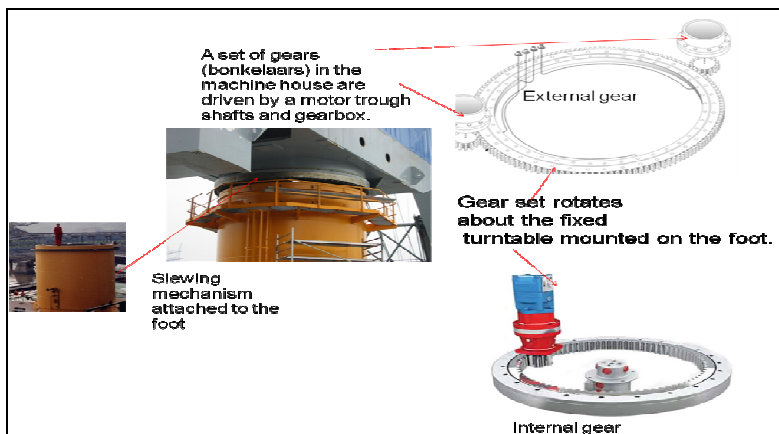 A set of gears
(bonkelaars) in the
machine house are
driven by a motor trough
shafts and gearbox.
External gear
Gear set rotates
about the fixed
turntable mounted on the foot.
Slewing
mechanism
attached to the
foot
Internal gear